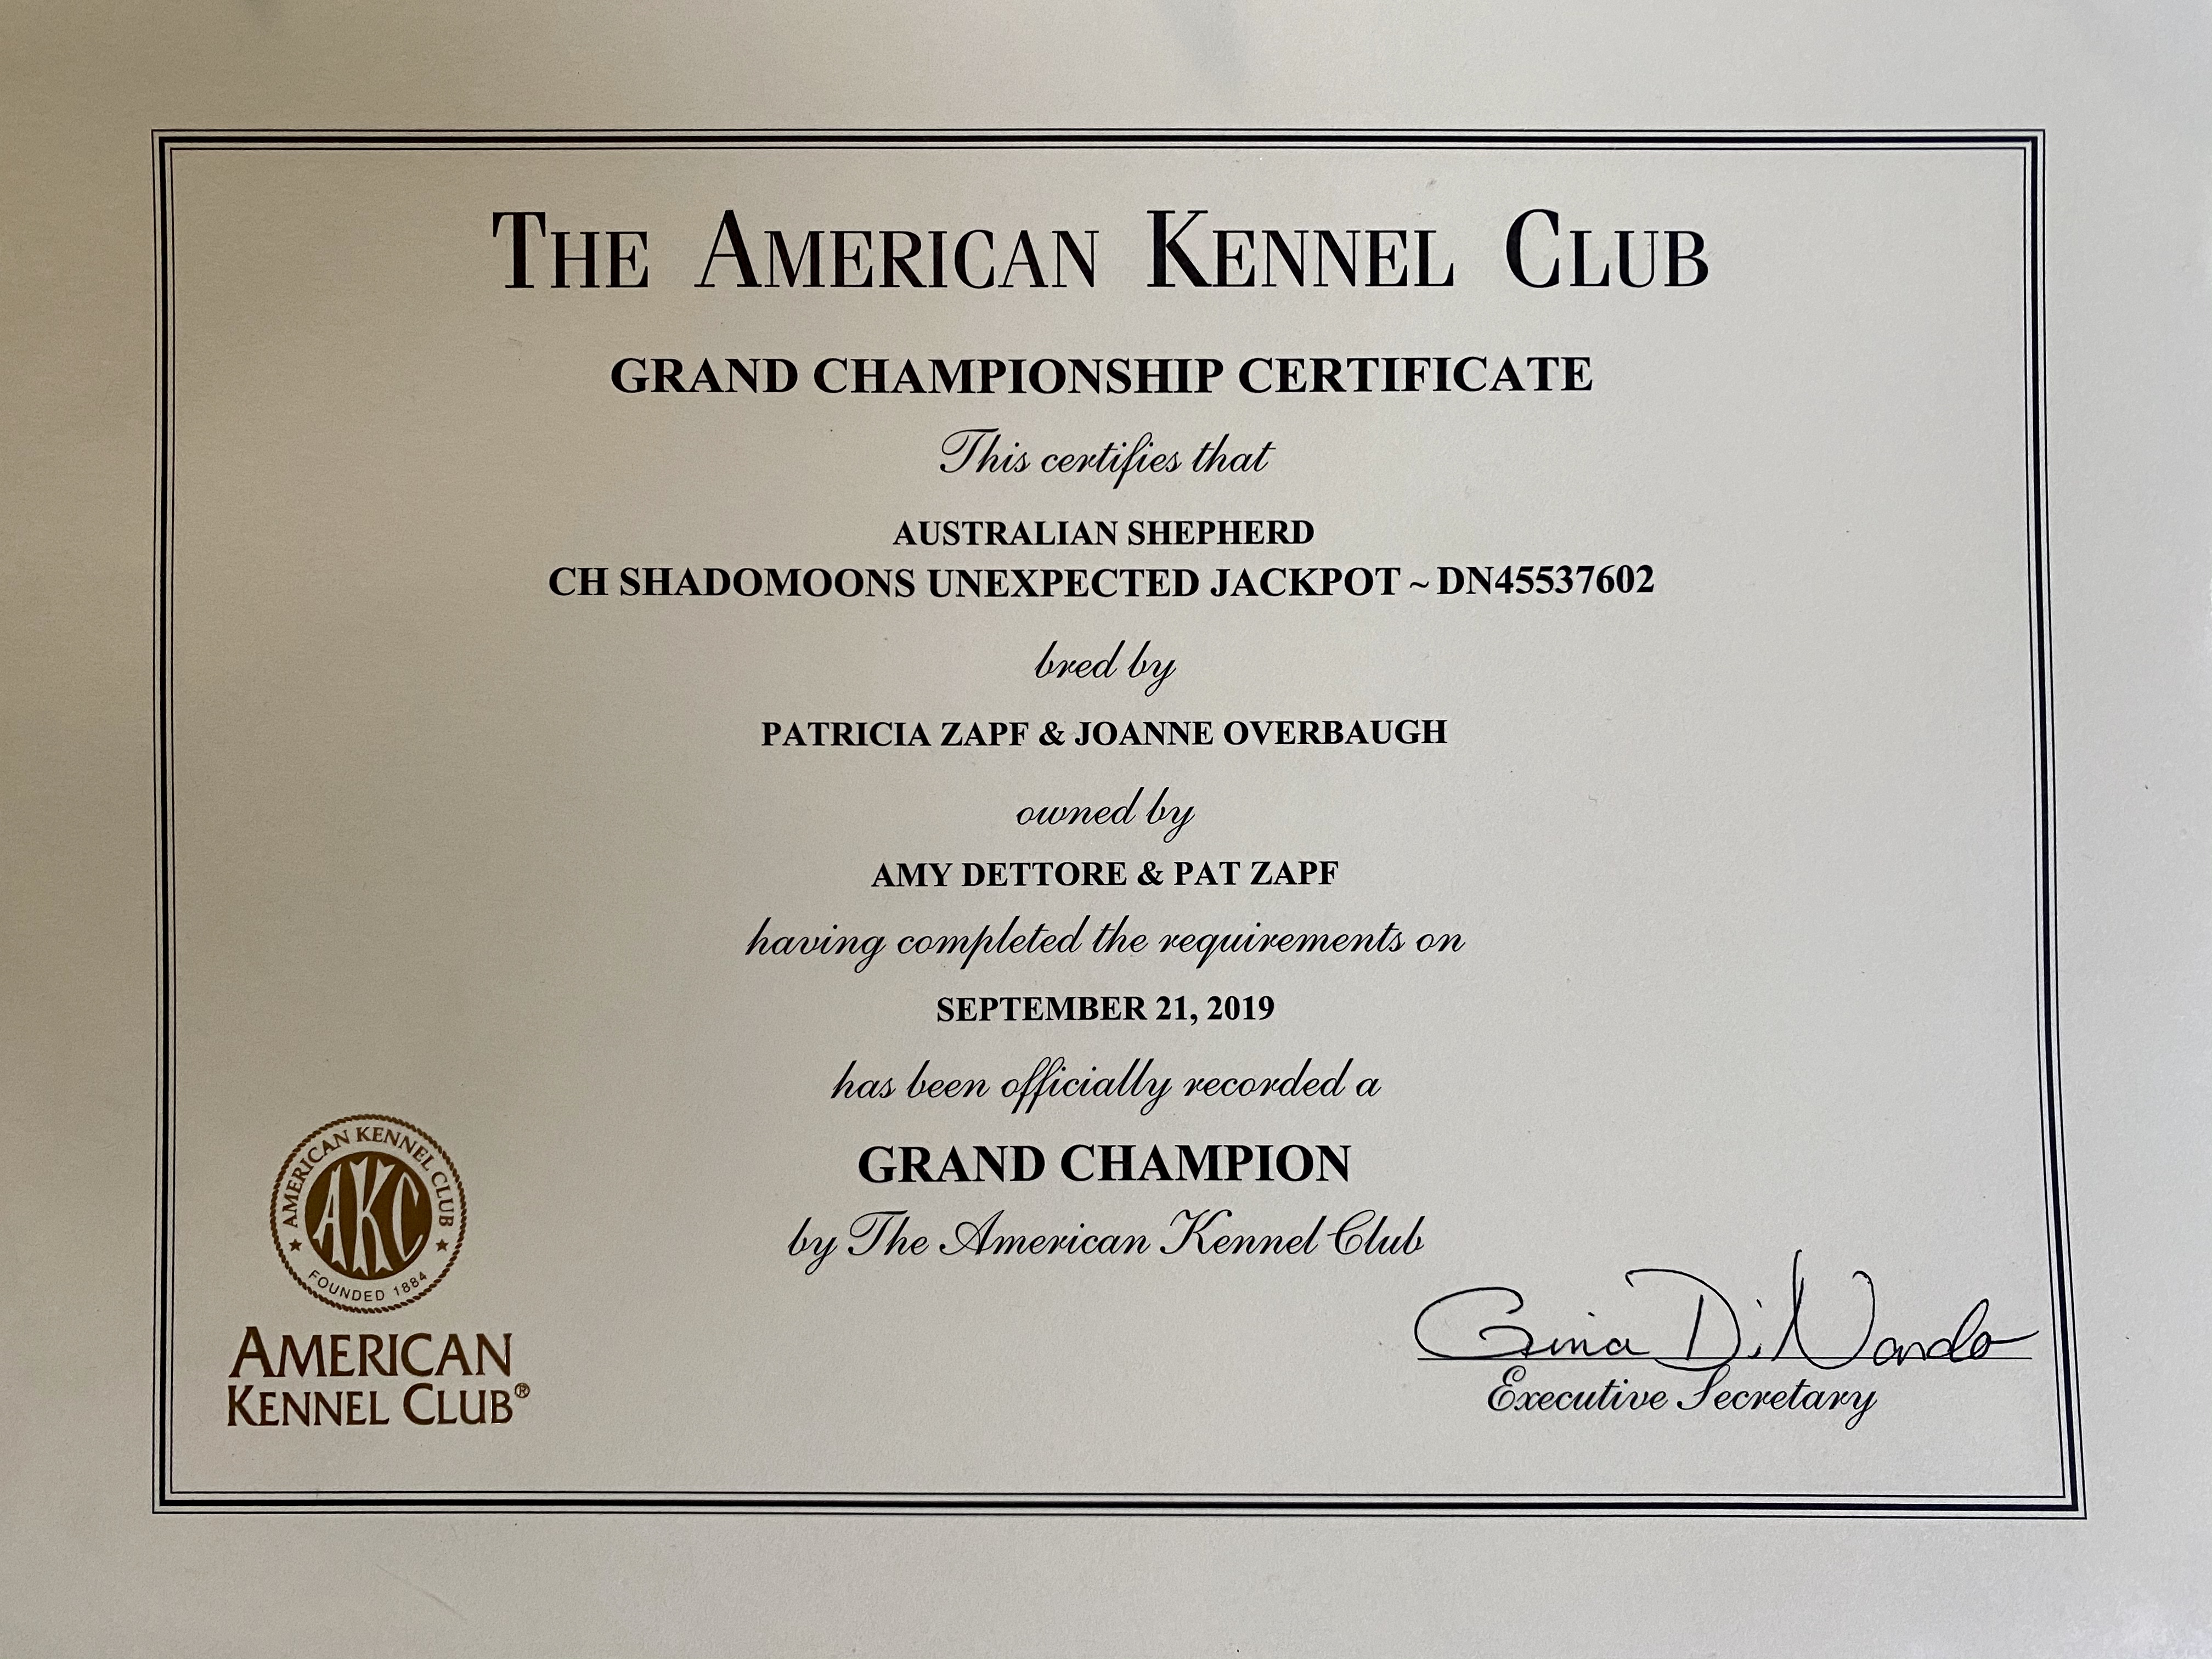 THE AMERICAN KENNEL CLUB
GRAND CHAMPIONSHIP CERTIFICATE
This certifies that
AUSTRALIAN SHEPHERD
CH SHADOMOONS UNEXPECTED JACKPOT ~ DN45537602
bred by
PATRICIA ZAPF & JOANNE OVERBAUGH
owned by
AMY DETTORE & PAT ZAPF
having completed the requirements on
SEPTEMBER 21, 2019
has been officially recorded a
GRAND CHAMPION
by The American Kennel Club
AMERICAN KENNEL CLUB
AKC
FOUNDED 1884
AMERICAN
KENNEL CLUB®
Gina DiNardo
Executive Secretary